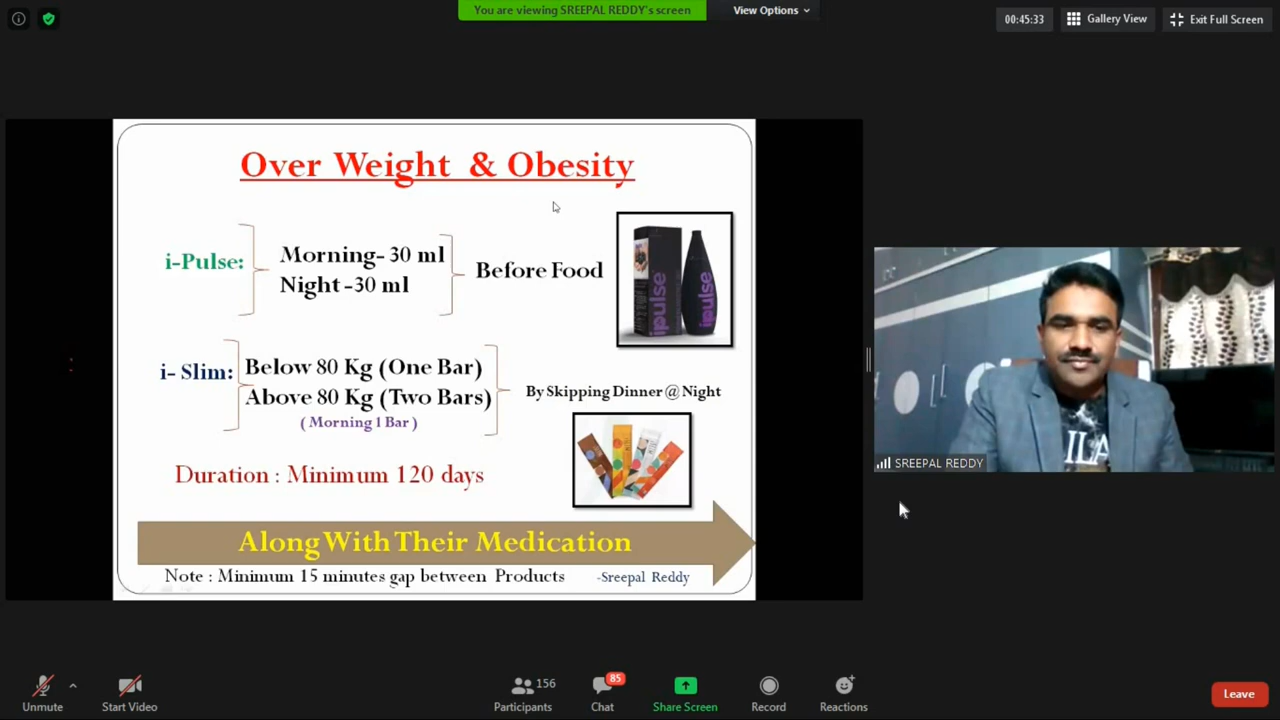 You are viewing SREEPAL REDDY's screen
View Options
00:45:33
Gallery View
Exit Full Screen
Over Weight & Obesity
i-Pulse:
Morning- 30 ml
Night -30 ml
Before Food
ipulse
ipulse
i- Slim:
Below 80 Kg (One Bar)
Above 80 Kg (Two Bars)
( Morning 1 Bar )
By Skipping Dinner @ Night
Duration : Minimum 120 days
Along With Their Medication
Note : Minimum 15 minutes gap between Products
-Sreepal Reddy
ILA
SREEPAL REDDY
Unmute
Start Video
156
Participants
85
Chat
Share Screen
Record
Reactions
Leave